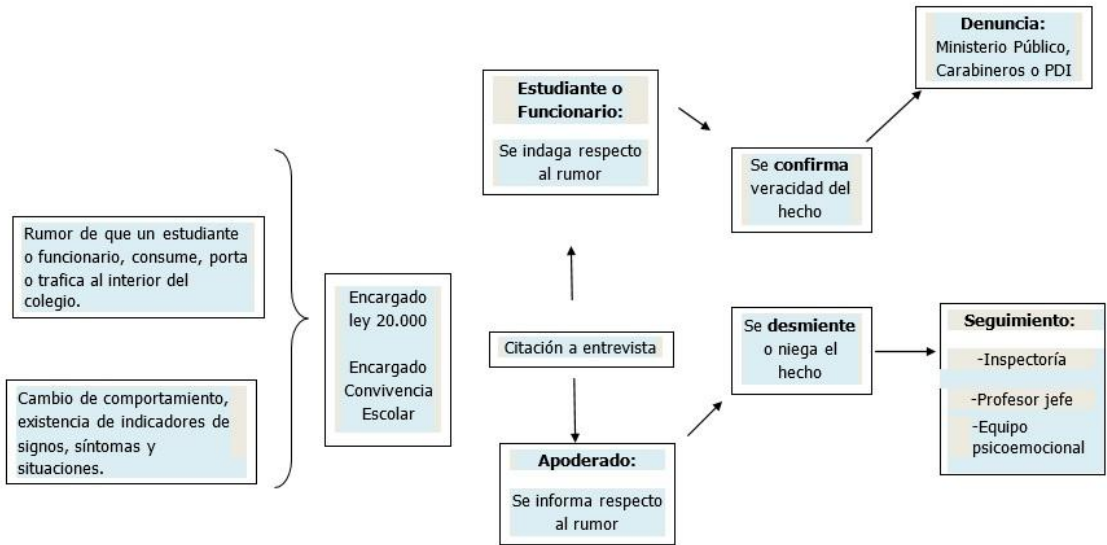 Rumor de que un estudiante
o funcionario, consume, porta
o trafica al interior del
colegio.
Cambio de comportamiento,
existencia de indicadores de
signos, síntomas y
situaciones.
Encargado
ley 20.000
Encargado
Convivencia
Escolar
Citación a entrevista
Estudiante o
Funcionario:
Se indaga respecto
al rumor
Apoderado:
Se informa respecto
al rumor
Se confirma
veracidad del
hecho
Se desmiente
o niega el
hecho
Denuncia:
Ministerio Público,
Carabineros o PDI
Seguimiento:
-Inspectoría
-Profesor jefe
-Equipo
psicoemocional